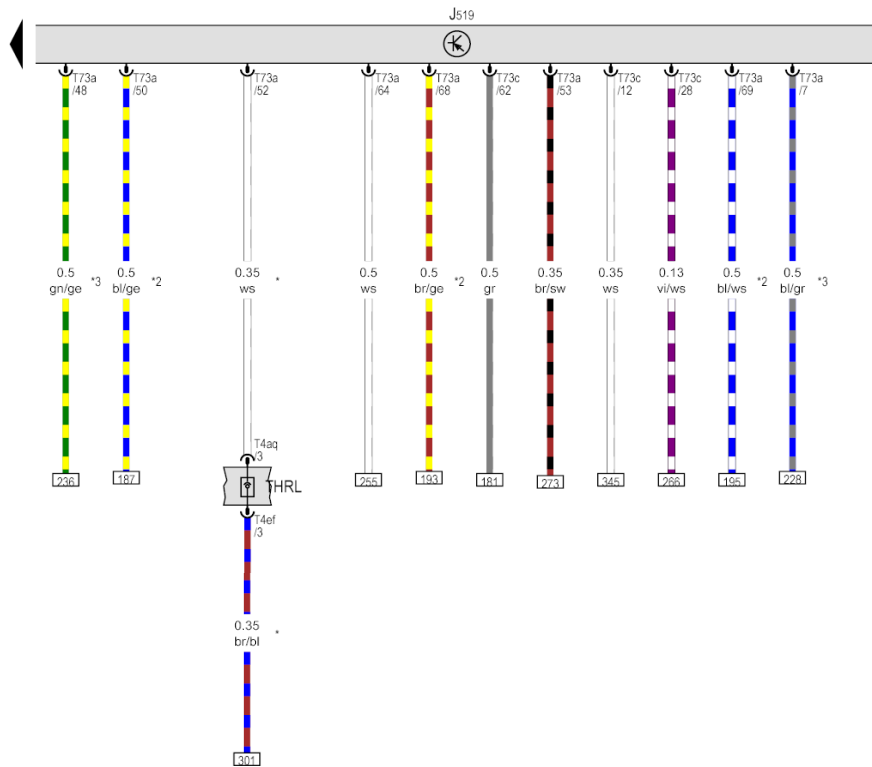 J519
T73a
/48
T73a
/50
T73a
/52
T73a
/64
T73a
/68
T73c
/62
T73a
/53
T73c
/12
T73c
/28
T73a
/69
T73a
/7
0.5
gn/ge *3
0.5
bl/ge *2
0.35
ws *
0.5
ws
0.5
br/ge *2
0.5
gr
0.35
br/sw
0.35
ws
0.13
vi/ws
0.5
bl/ws *2
0.5
bl/gr *3
T4aq
/3
236
187
THRL
255
193
181
273
345
266
195
228
T4ef
/3
0.35
br/bl *
301